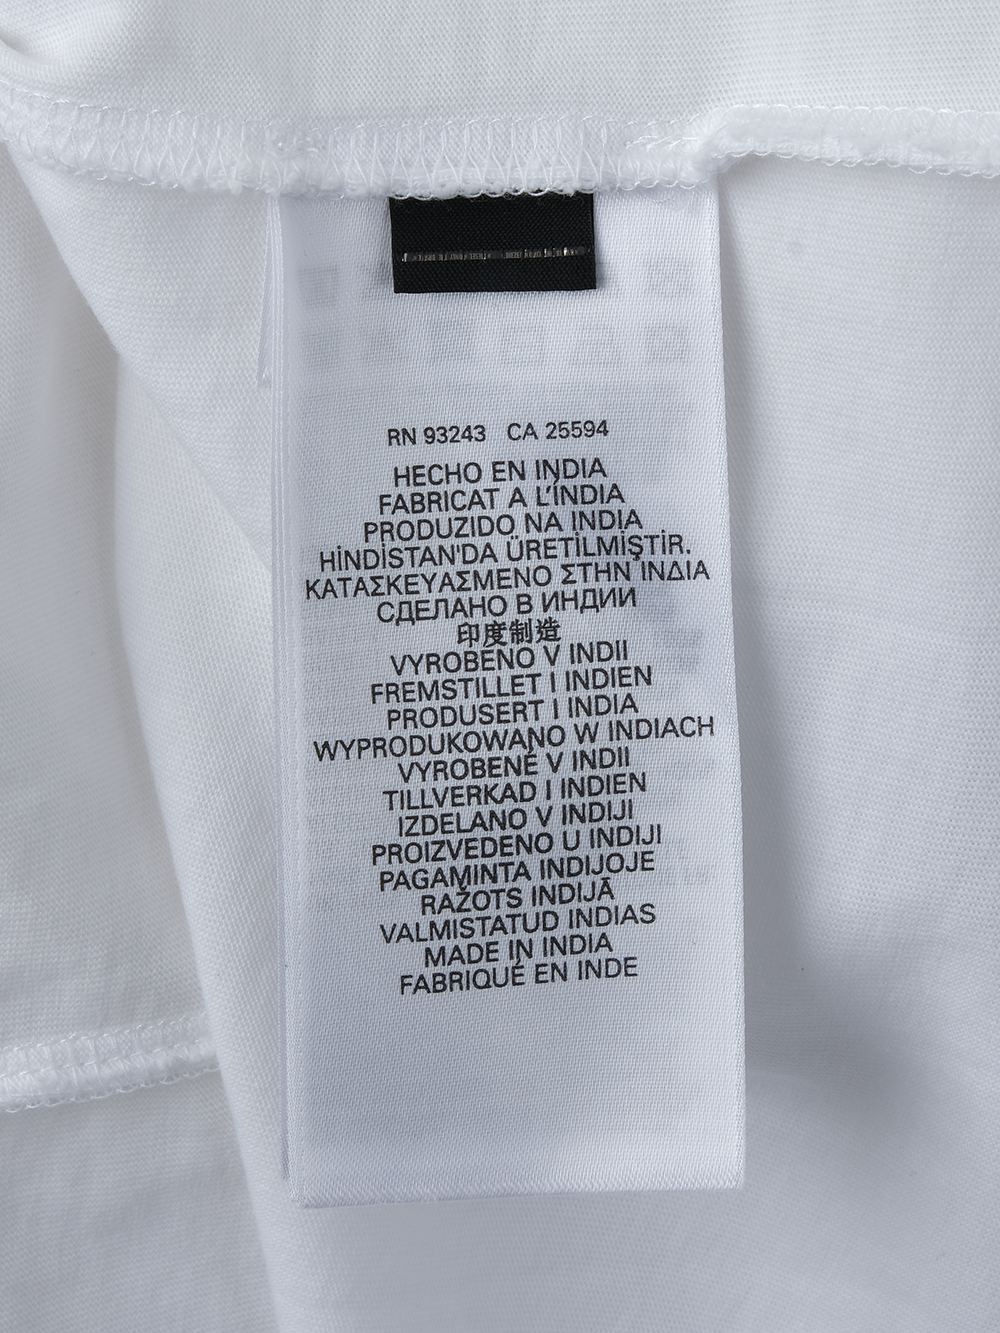 RN 93243 CA 25594
HECHO EN INDIA
FABRICAT A L'ÍNDIA
PRODUZIDO NA ÍNDIA
HİNDİSTAN'DA ÜRETİLMİŞTİR.
ΚΑΤΑΣΚΕΥΑΣΜΕΝΟ ΣΤΗΝ ΙΝΔΙΑ
СДЕЛАНО В ИНДИИ
印度制造
VYROBENO V INDII
FREMSTILLET I INDIEN
PRODUSERT I INDIA
WYPRODUKOWANO W INDIACH
VYROBENÉ V INDII
TILLVERKAD I INDIEN
IZDELANO V INDIJI
PROIZVEDENO U INDIJI
PAGAMINTA INDIJOJE
RAŽOTS INDIJĀ
VALMISTATUD INDIAS
MADE IN INDIA
FABRIQUÉ EN INDE